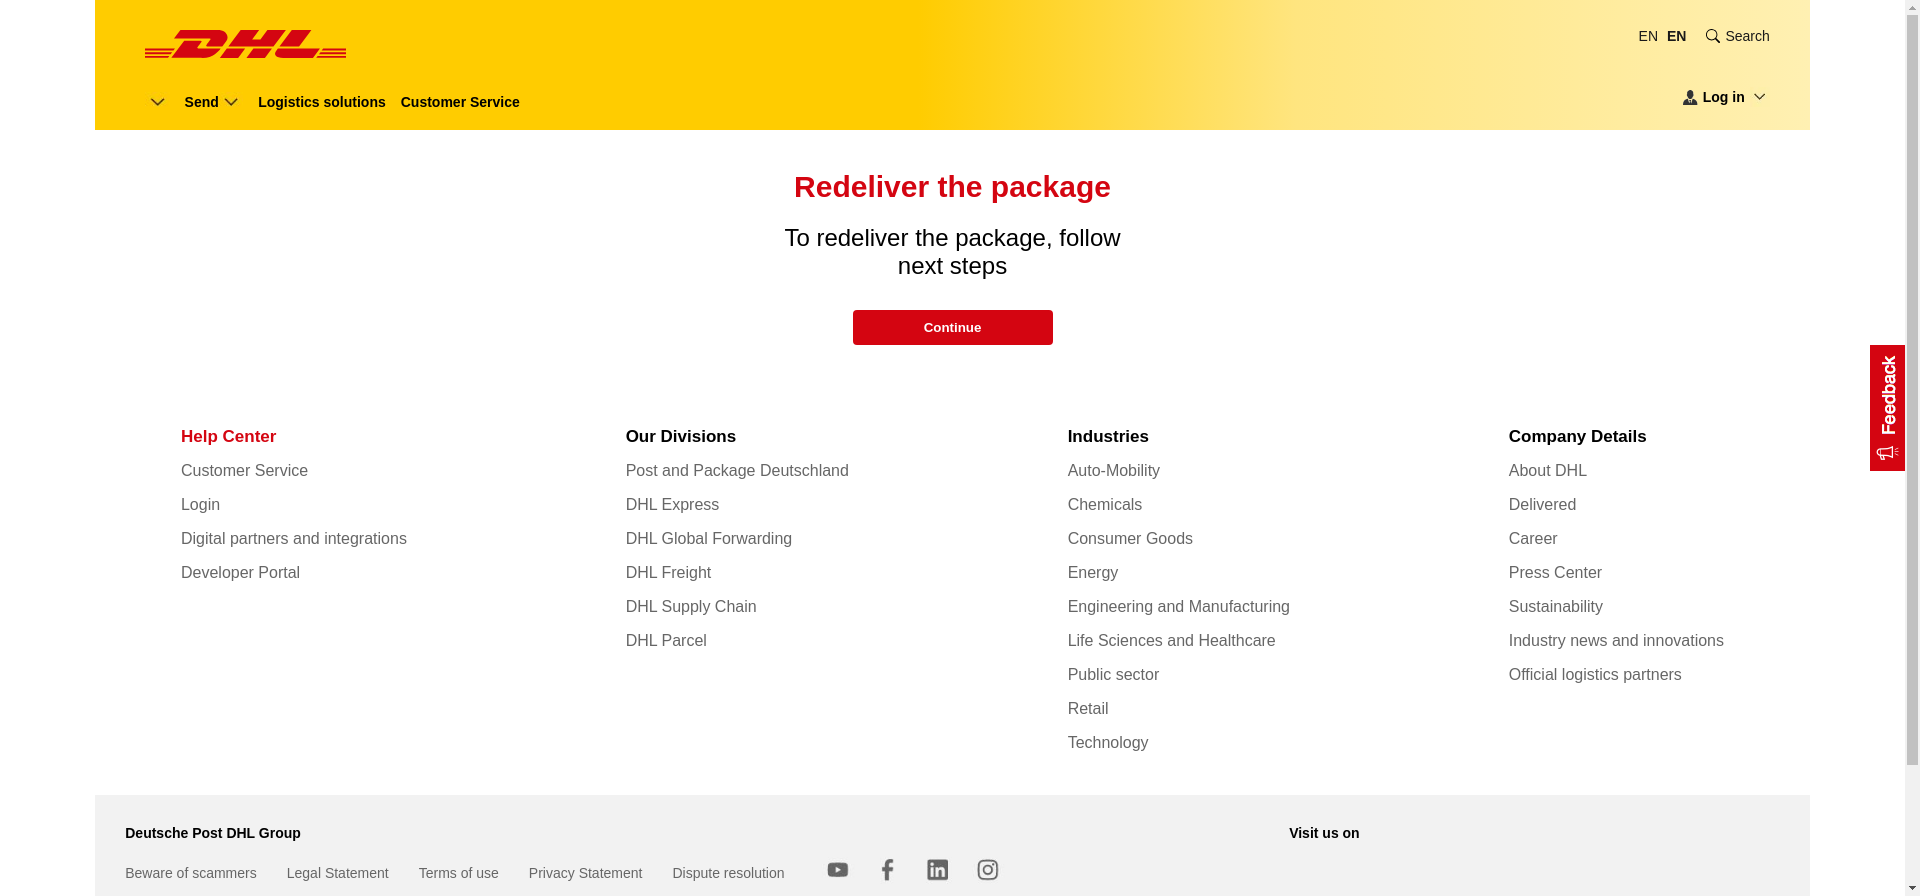 DHL
EN EN Search
Send Logistics solutions Customer Service
Log in
Redeliver the package
To redeliver the package, follow
next steps
Continue
Feedback
Help Center
Customer Service
Login
Digital partners and integrations
Developer Portal
Our Divisions
Post and Package Deutschland
DHL Express
DHL Global Forwarding
DHL Freight
DHL Supply Chain
DHL Parcel
Industries
Auto-Mobility
Chemicals
Consumer Goods
Energy
Engineering and Manufacturing
Life Sciences and Healthcare
Public sector
Retail
Technology
Company Details
About DHL
Delivered
Career
Press Center
Sustainability
Industry news and innovations
Official logistics partners
Deutsche Post DHL Group
Visit us on
Beware of scammers Legal Statement Terms of use Privacy Statement Dispute resolution